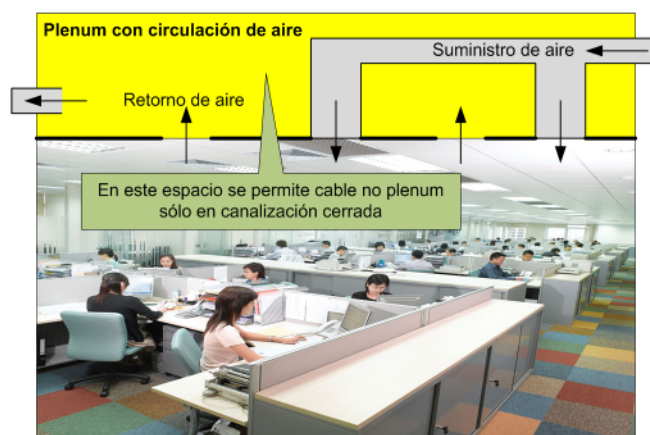 Plenum con circulación de aire
Suministro de aire
Retorno de aire
En este espacio se permite cable no plenum
sólo en canalización cerrada